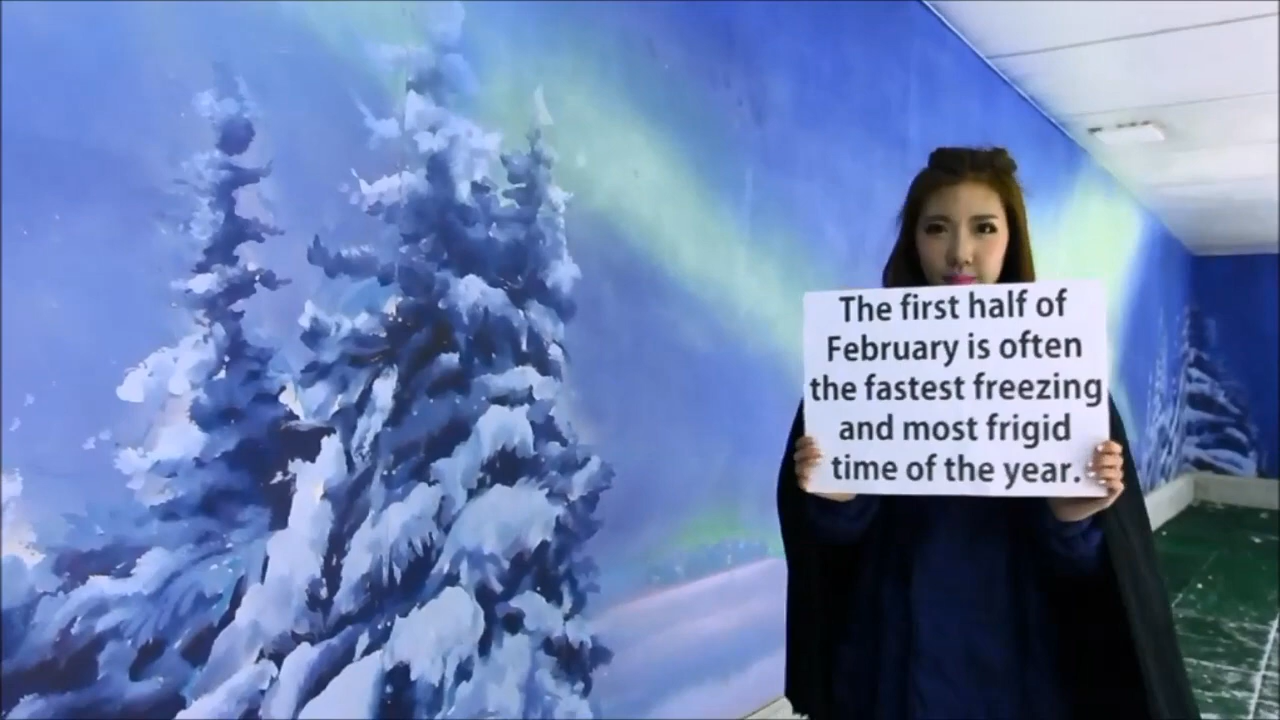 The first half of
February is often
the fastest freezing
and most frigid
time of the year.